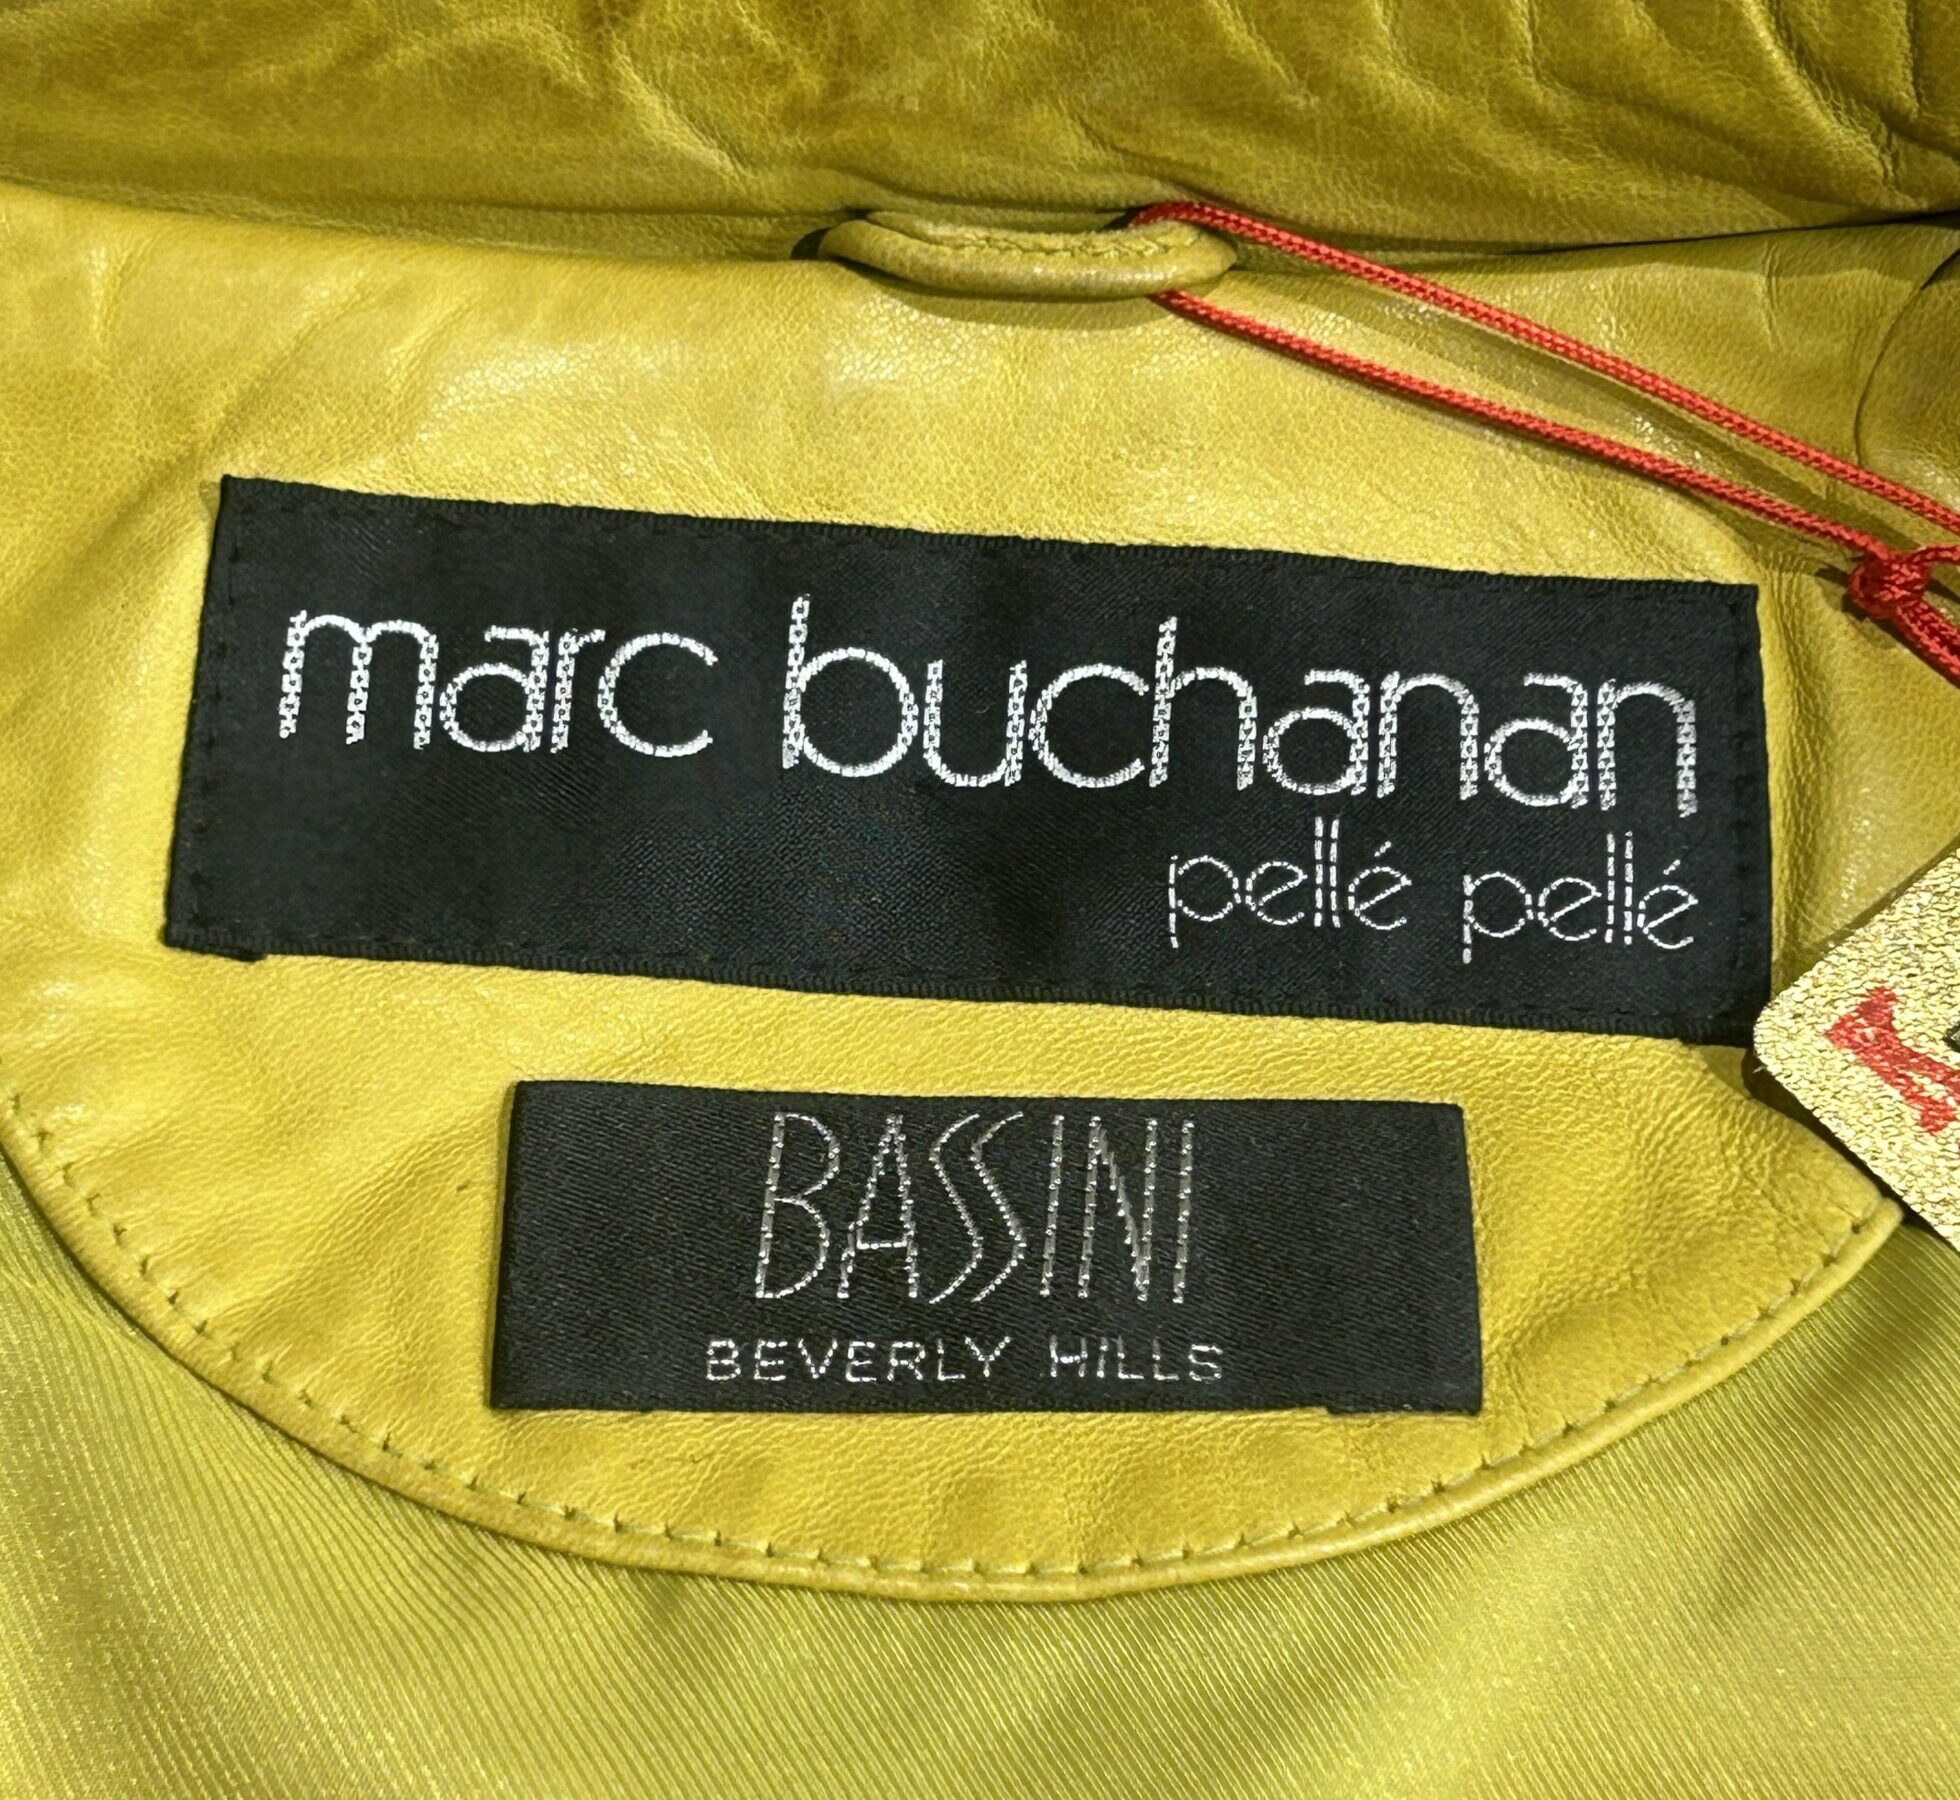 marc buchanan
pellé pellé
BASSINI
BEVERLY HILLS